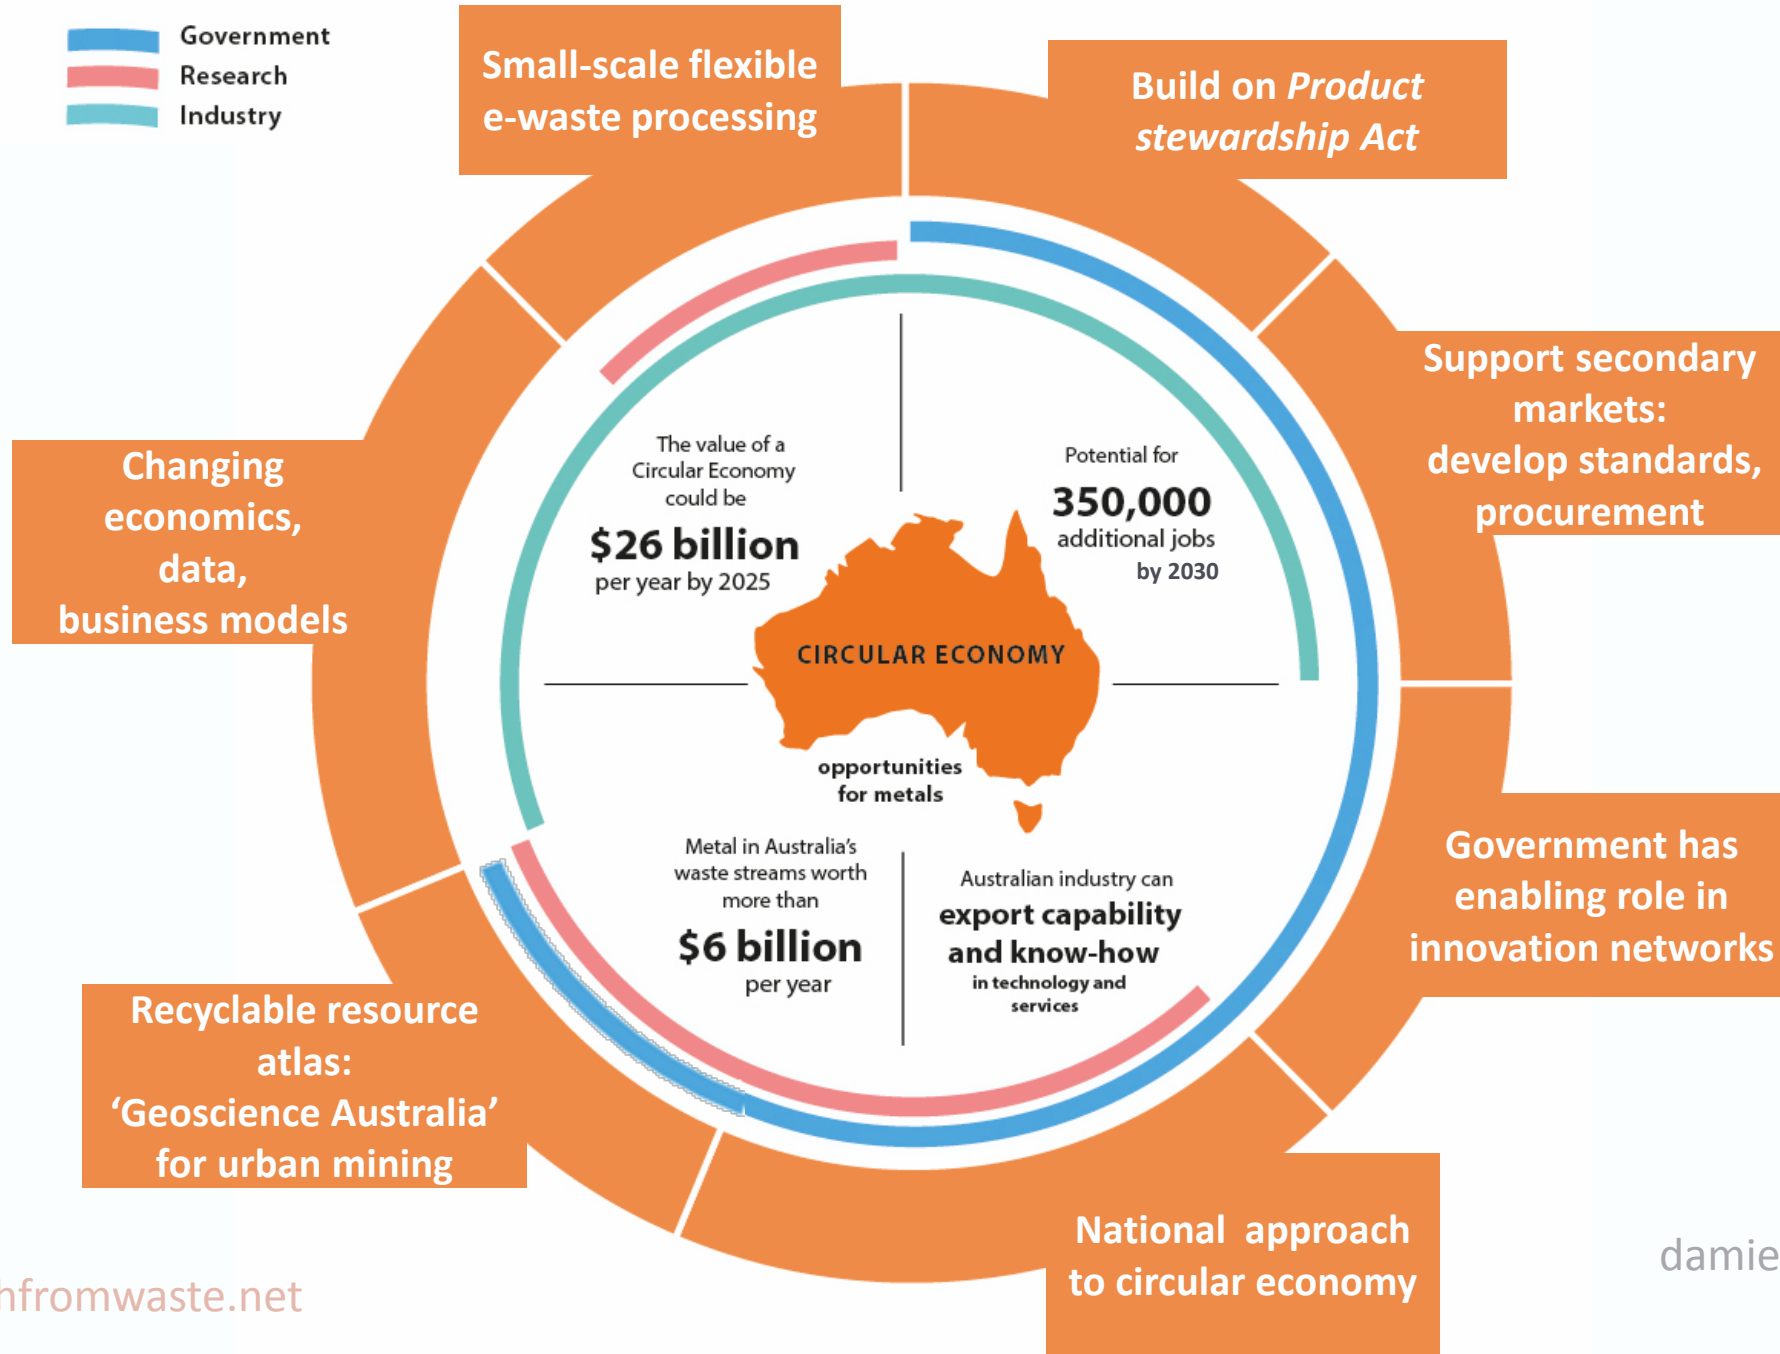 Government
Research
Industry
Small-scale flexible
e-waste processing
Build on Product
stewardship Act
Support secondary
markets:
develop standards,
procurement
Changing
economics,
data,
business models
The value of a
Circular Economy
could be
$26 billion
per year by 2025
Potential for
350,000
additional jobs
by 2030
CIRCULAR ECONOMY
opportunities
for metals
Metal in Australia's
waste streams worth
more than
$6 billion
per year
Australian industry can
export capability
and know-how
in technology and
services
Government has
enabling role in
innovation networks
Recyclable resource
atlas:
‘Geoscience Australia’
for urban mining
National approach
to circular economy
damie
hfromwaste.net